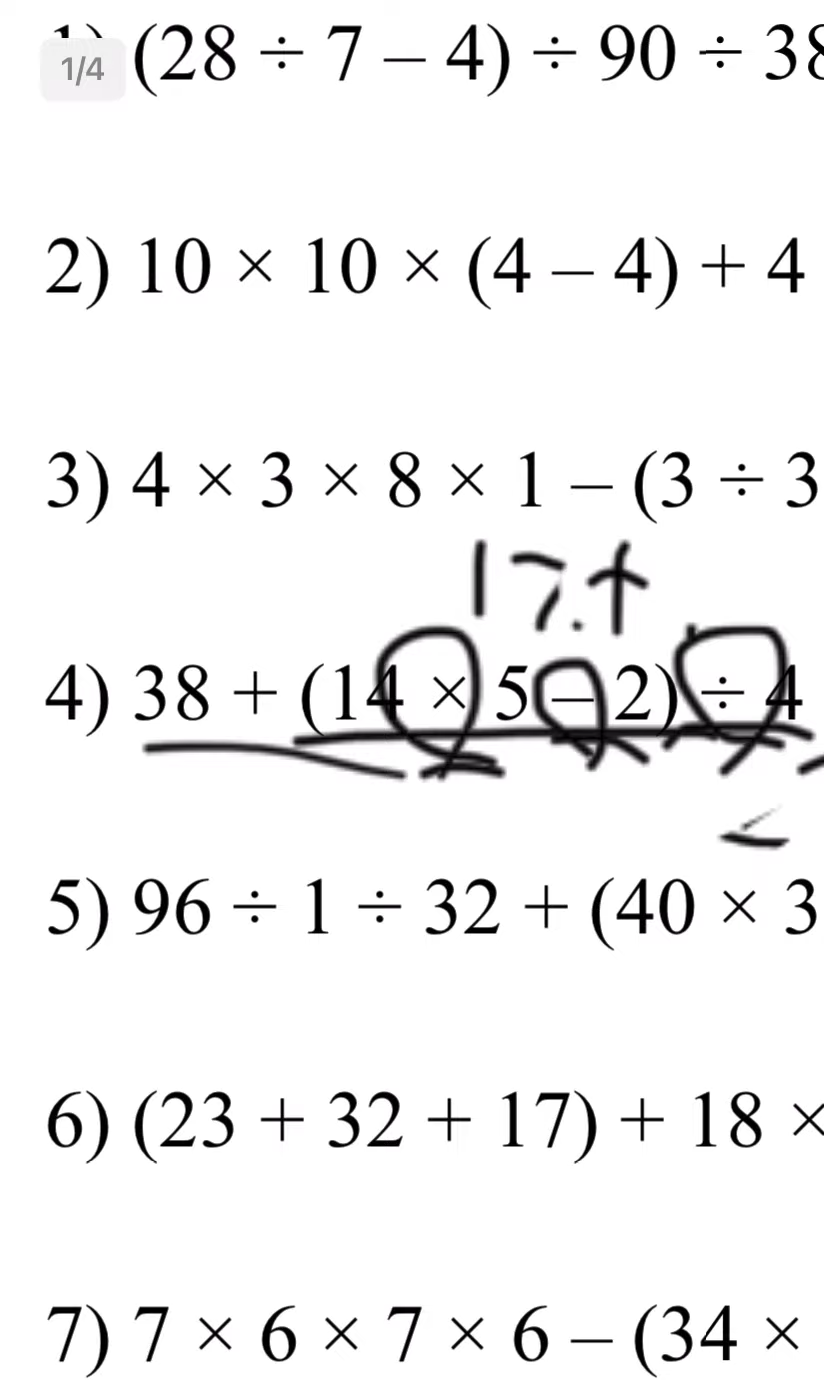 1) (28 ÷ 7 – 4) ÷ 90 ÷ 38
1/4
2) 10 × 10 × (4 – 4) + 4
3) 4 × 3 × 8 × 1 – (3 ÷ 3
17.
4) 38 + (14 × 5 – 2) ÷ 4
5) 96 ÷ 1 ÷ 32 + (40 × 3
6) (23 + 32 + 17) + 18 ×
7) 7 × 6 × 7 × 6 – (34 ×